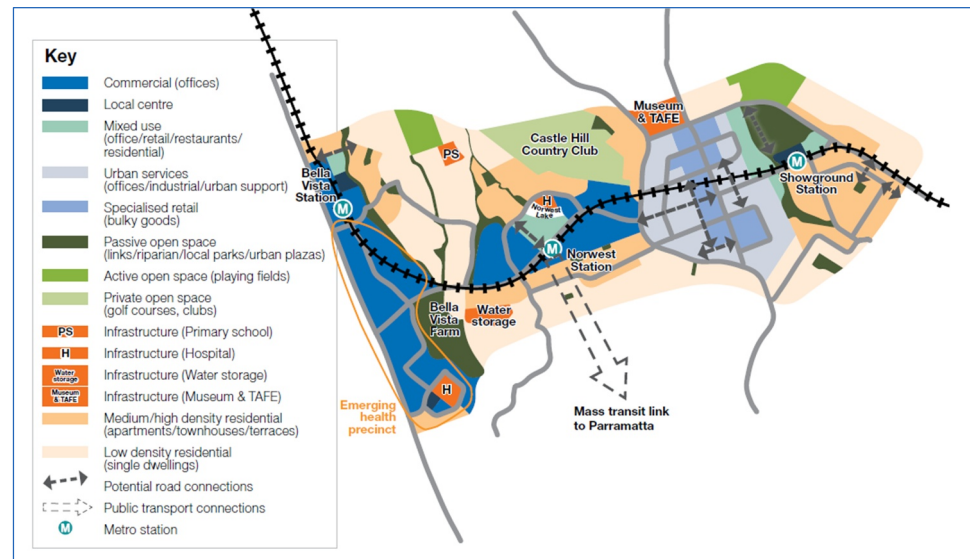 Key
Commercial (offices)
Local centre
Mixed use
(office/retail/restaurants/
residential)
Urban services
(offices/industrial/urban support)
Specialised retail
(bulky goods)
Passive open space
(links/riparian/local parks/urban plazas)
Active open space (playing fields)
Private open space
(golf courses, clubs)
PS
Infrastructure (Primary school)
H
Infrastructure (Hospital)
Water
storage
Infrastructure (Water storage)
Museum
& TAFE
Infrastructure (Museum & TAFE)
Medium/high density residential
(apartments/townhouses/terraces)
Low density residential
(single dwellings)
Potential road connections
Public transport connections
M
Metro station
Museum
& TAFE
Castle Hill
Country Club
PS
Bella
Vista
Station
M
H
Norwest
Lake
M
Norwest
Station
M
Showground
Station
Bella
Vista
Farm
Water
storage
H
Emerging
health
precinct
Mass transit link
to Parramatta